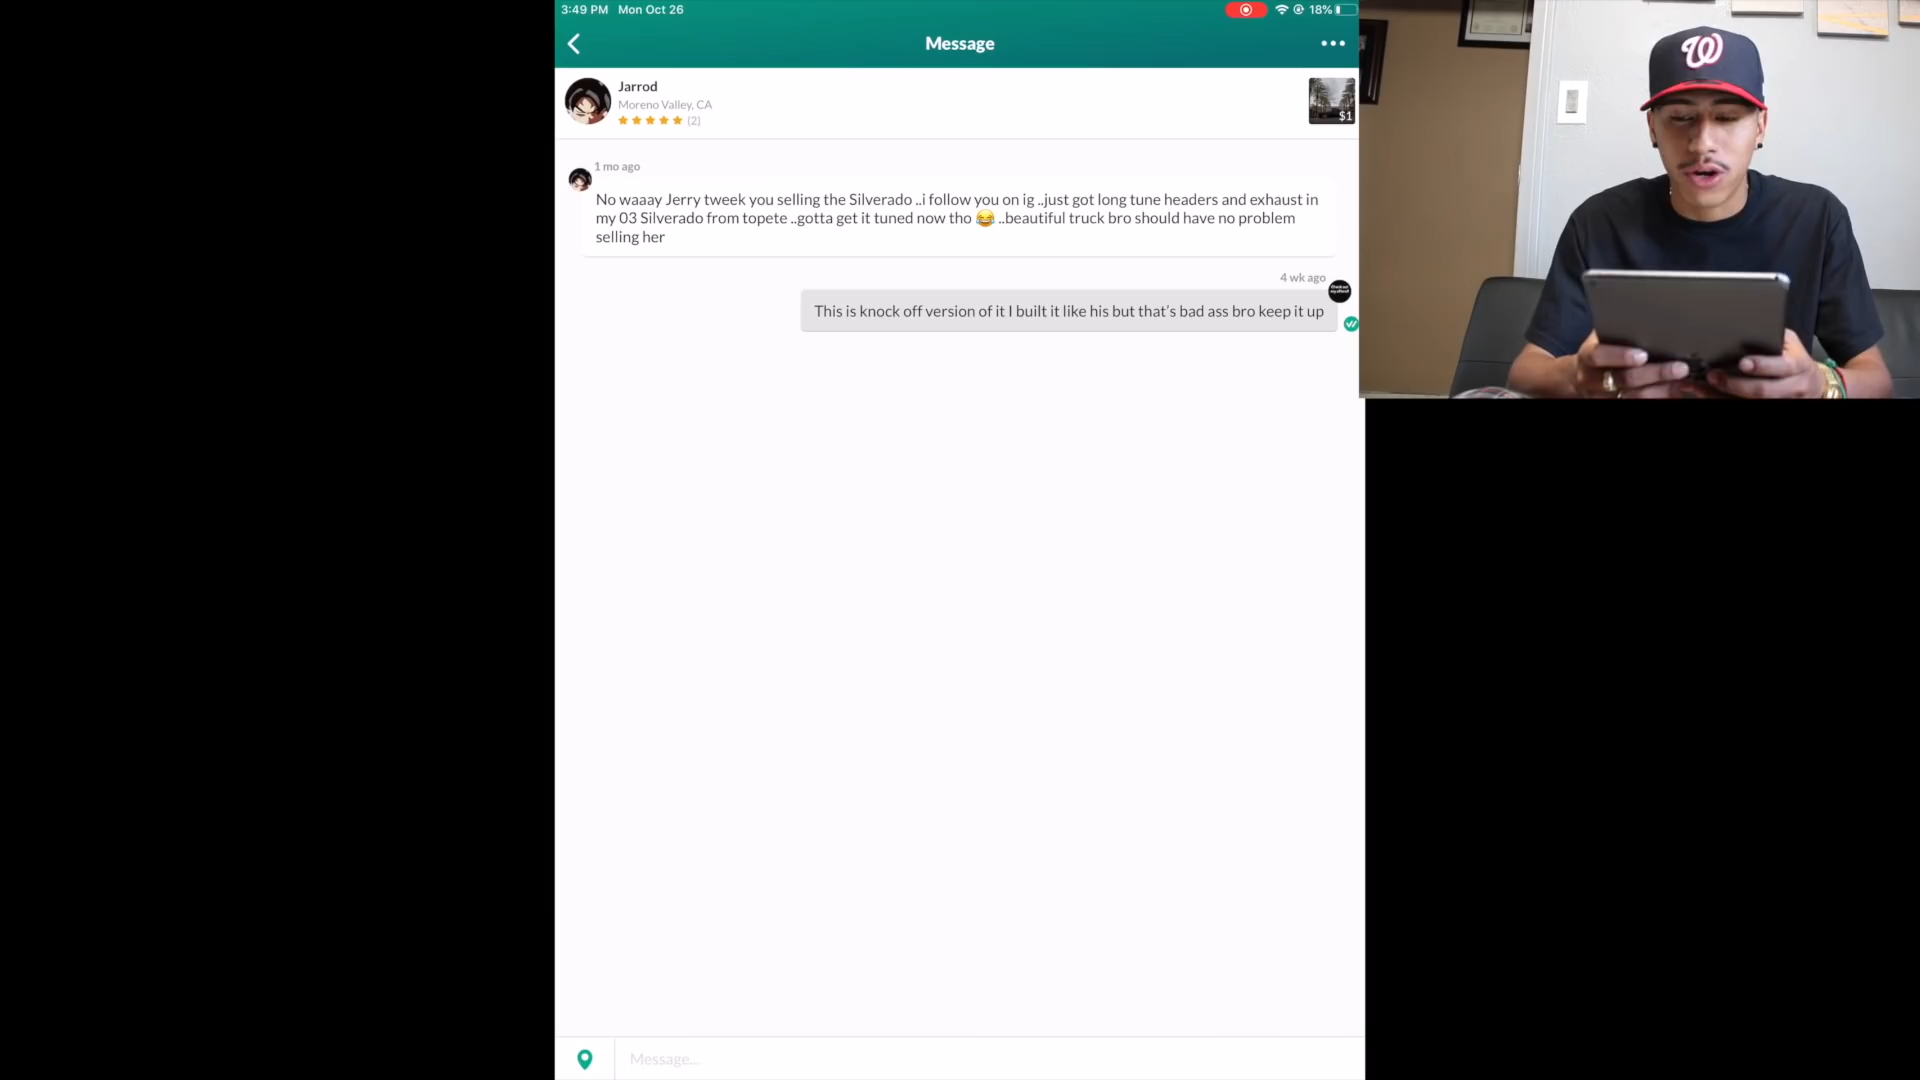 3:49 PM Mon Oct 26
18%
Message
Jarrod
Moreno Valley, CA
(2)
$1
1 mo ago
No waaay Jerry tweek you selling the Silverado ..i follow you on ig ..just got long tune headers and exhaust in
my 03 Silverado from topete ..gotta get it tuned now tho 😂 ..beautiful truck bro should have no problem
selling her
4 wk ago
This is knock off version of it I built it like his but that's bad ass bro keep it up
Message...
W